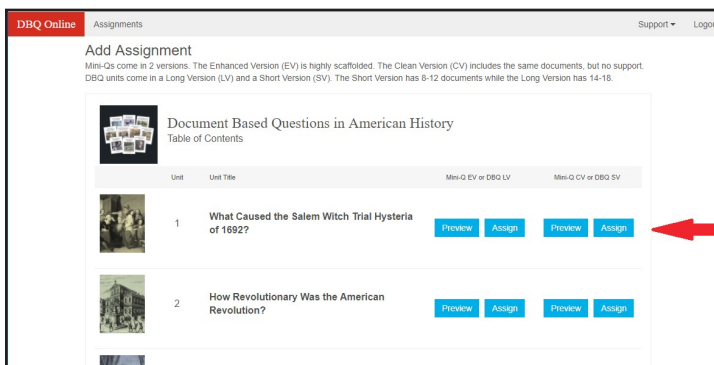 DBQ Online Assignments Support Logou
Add Assignment
Mini-Qs come in 2 versions. The Enhanced Version (EV) is highly scaffolded. The Clean Version (CV) includes the same documents, but no support.
DBQ units come in a Long Version (LV) and a Short Version (SV). The Short Version has 8-12 documents while the Long Version has 14-18.
Document Based Questions in American History
Table of Contents
Unit Unit Title Mini-Q EV or DBQ LV Mini-Q CV or DBQ SV
1 What Caused the Salem Witch Trial Hysteria
of 1692?
Preview Assign Preview Assign
2 How Revolutionary Was the American
Revolution?
Preview Assign Preview Assign